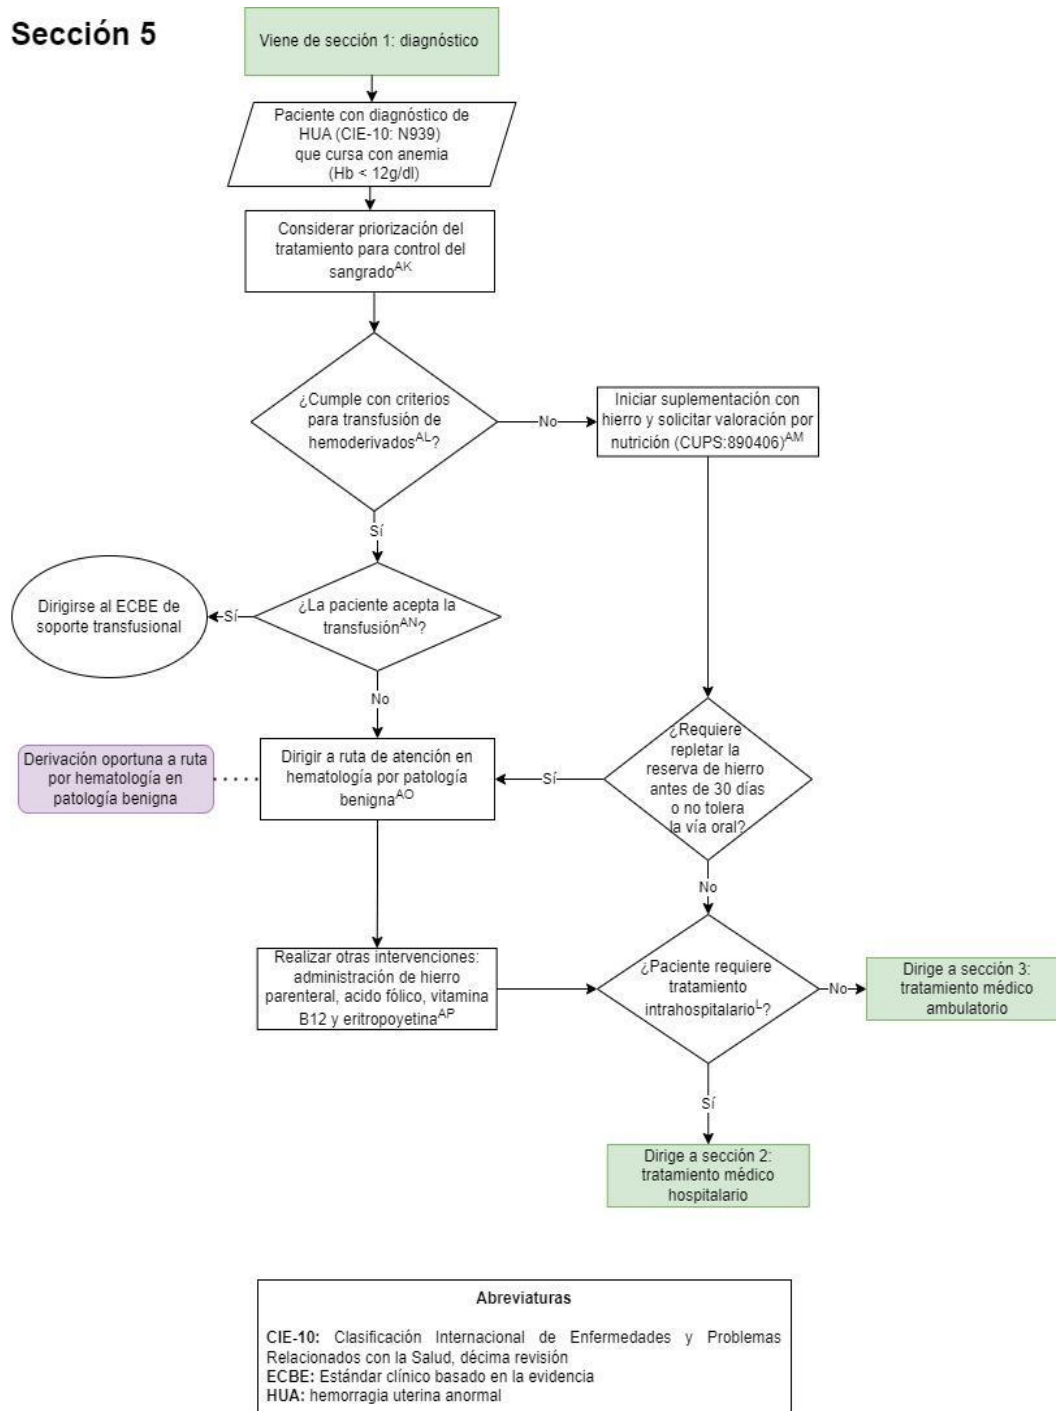 Sección 5
Viene de sección 1: diagnóstico
Paciente con diagnóstico de
HUA (CIE-10: N939)
que cursa con anemia
(Hb < 12g/dl)
Considerar priorización del
tratamiento para control del
sangradoAK
¿Cumple con criterios
para transfusión de
hemoderivadosAL?
No
Iniciar suplementación con
hierro y solicitar valoración por
nutrición (CUPS:890406)AM
Sí
¿La paciente acepta la
transfusiónAN?
Sí
Dirigirse al ECBE de
soporte transfusional
No
Derivación oportuna a ruta
por hematología en
patología benigna
Dirigir a ruta de atención en
hematología por patología
benignaAO
Sí
¿Requiere
repletar la
reserva de hierro
antes de 30 días
o no tolera
la vía oral?
No
Realizar otras intervenciones:
administración de hierro
parenteral, acido fólico, vitamina
B12 y eritropoyetinaAP
¿Paciente requiere
tratamiento
intrahospitalarioL?
No
Dirige a sección 3:
tratamiento médico
ambulatorio
Sí
Dirige a sección 2:
tratamiento médico
hospitalario
Abreviaturas
CIE-10: Clasificación Internacional de Enfermedades y Problemas
Relacionados con la Salud, décima revisión
ECBE: Estándar clínico basado en la evidencia
HUA: hemorragia uterina anormal